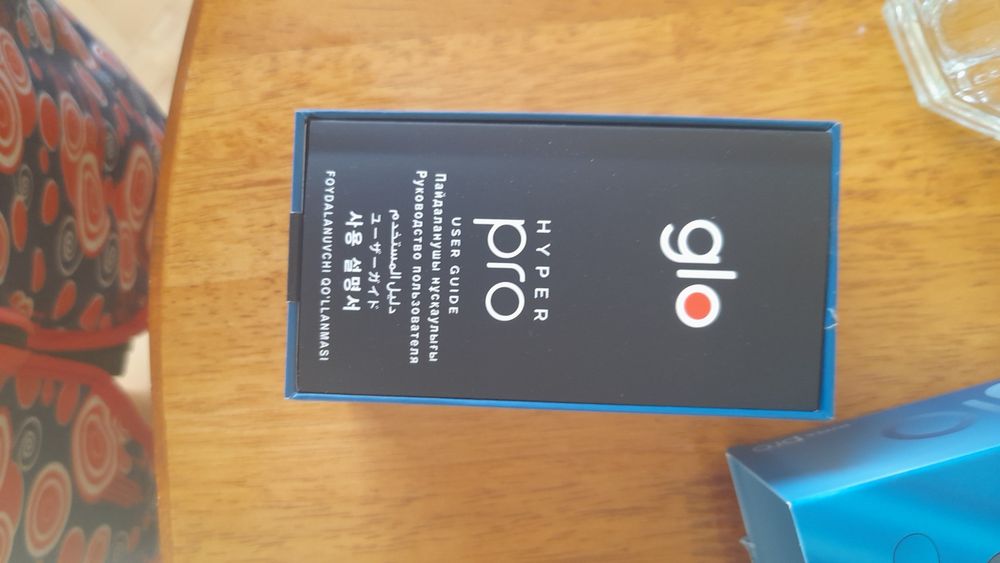 glo
HYPER
pro
USER GUIDE
Пайдаланушы нұсқаулығы
Руководство пользователя
دليل المستخدم
ユーザーガイド
사용 설명서
FOYDALANUVCHI QO'LLANMASI
pro